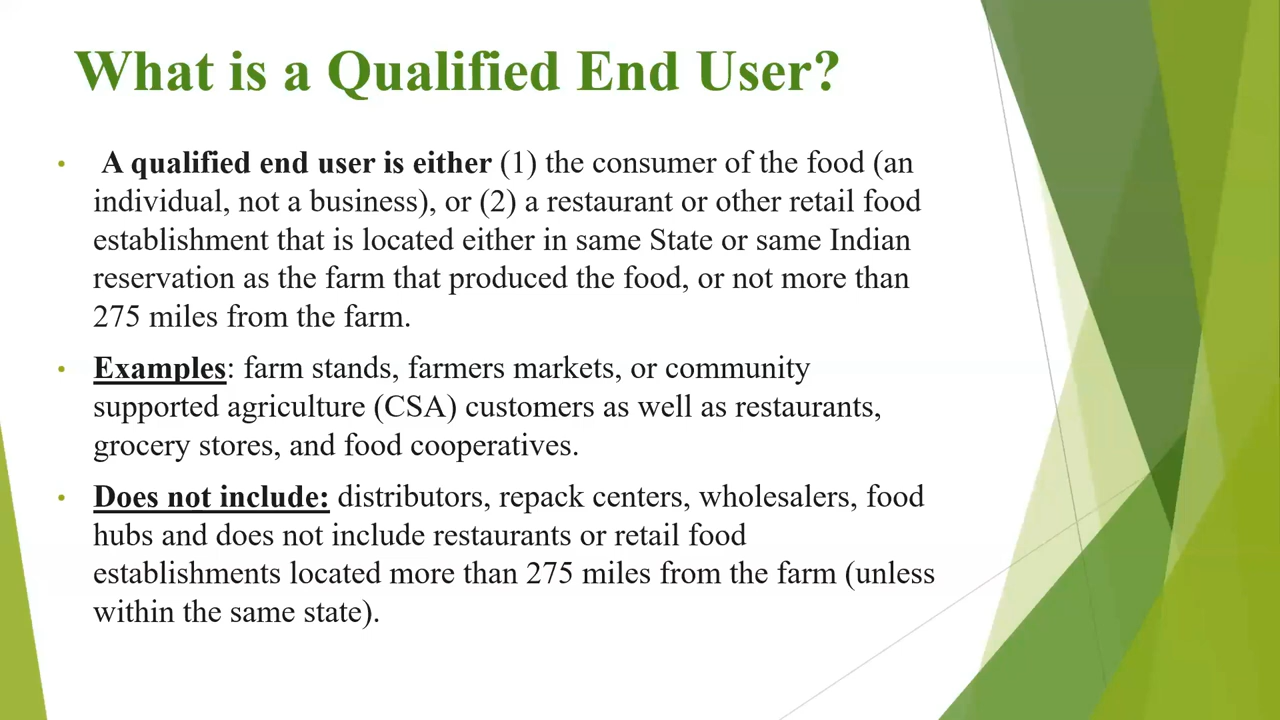 What is a Qualified End User?
• A qualified end user is either (1) the consumer of the food (an
individual, not a business), or (2) a restaurant or other retail food
establishment that is located either in same State or same Indian
reservation as the farm that produced the food, or not more than
275 miles from the farm.
• Examples: farm stands, farmers markets, or community
supported agriculture (CSA) customers as well as restaurants,
grocery stores, and food cooperatives.
• Does not include: distributors, repack centers, wholesalers, food
hubs and does not include restaurants or retail food
establishments located more than 275 miles from the farm (unless
within the same state).